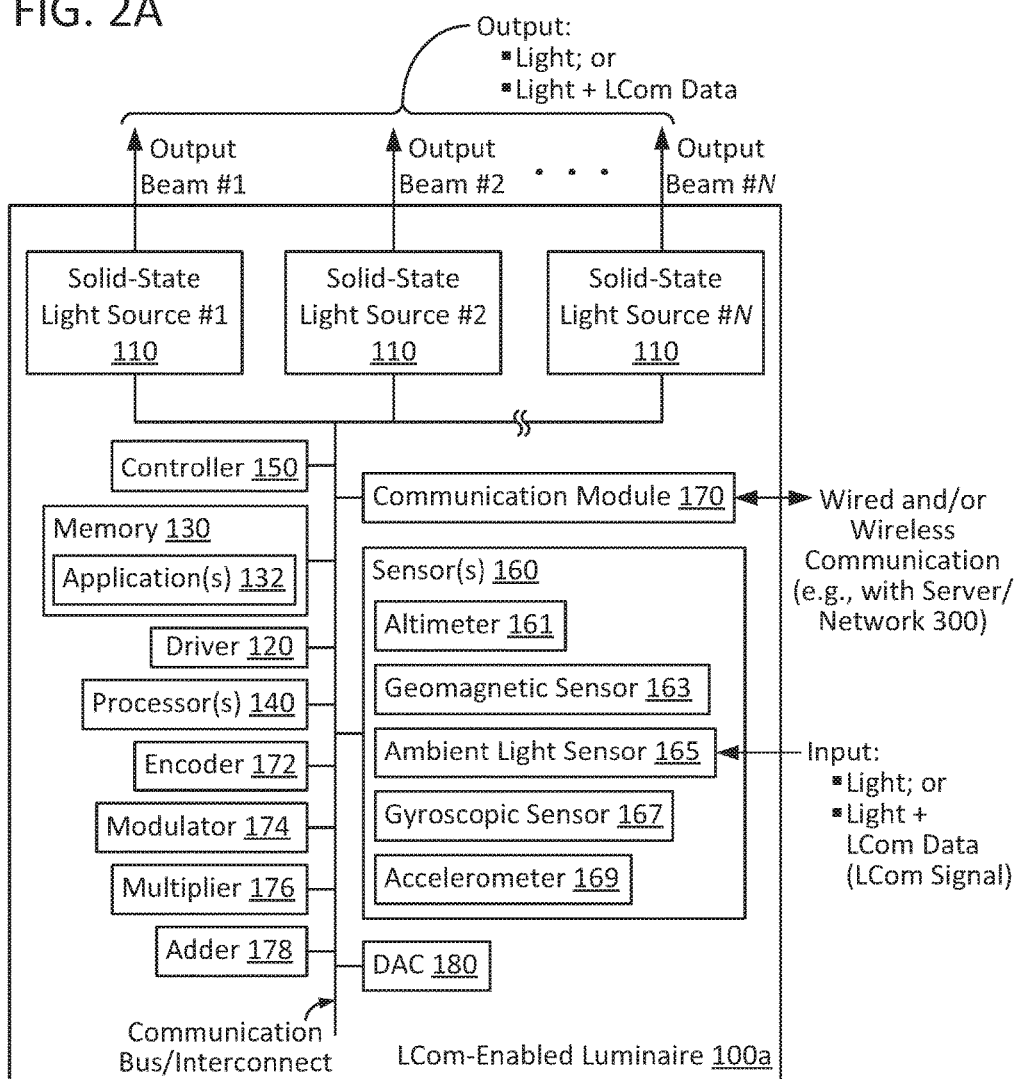 FIG. 2A
Output:
▪Light; or
▪Light + LCom Data
Output
Beam #1
Output
Beam #2
. . .
Output
Beam #N
Solid-State
Light Source #1
110
Solid-State
Light Source #2
110
Solid-State
Light Source #N
110
Controller 150
Memory 130
Application(s) 132
Driver 120
Processor(s) 140
Encoder 172
Modulator 174
Multiplier 176
Adder 178
Communication
Bus/Interconnect
Communication Module 170
Wired and/or
Wireless
Communication
(e.g., with Server/
Network 300)
Sensor(s) 160
Altimeter 161
Geomagnetic Sensor 163
Ambient Light Sensor 165
Gyroscopic Sensor 167
Accelerometer 169
Input:
▪Light; or
▪Light +
LCom Data
(LCom Signal)
DAC 180
LCom-Enabled Luminaire 100a